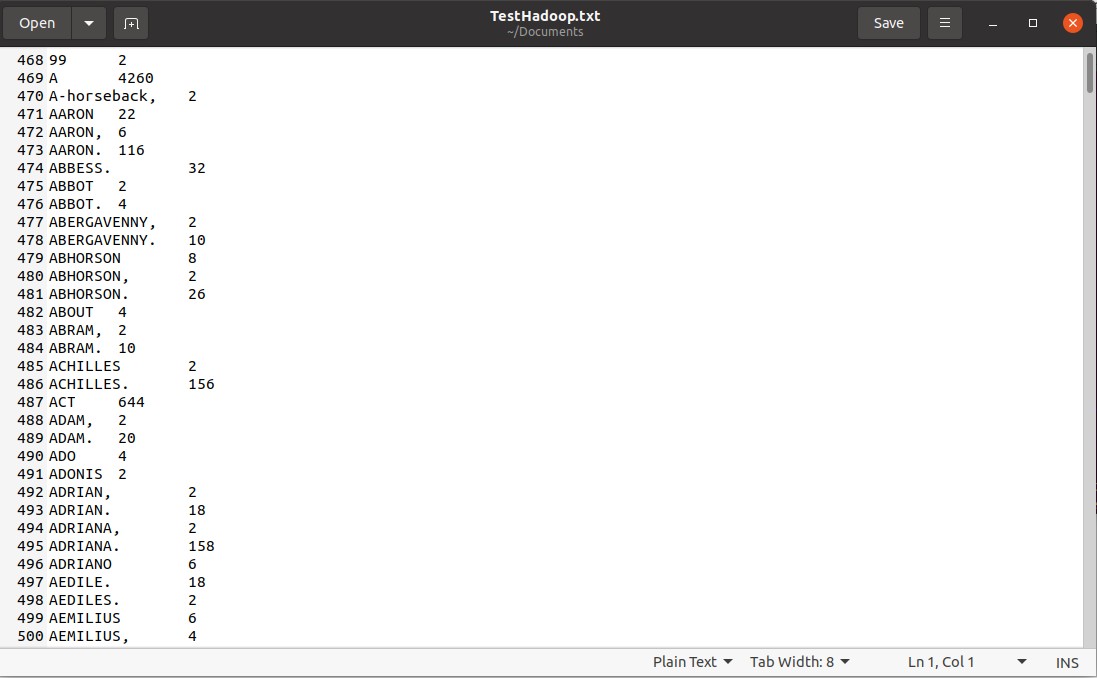 Open
TestHadoop.txt
~/Documents
Save
468 99 2
469 A 4260
470 A-horseback, 2
471 AARON 22
472 AARON, 6
473 AARON. 116
474 ABBESS. 32
475 ABBOT 2
476 ABBOT. 4
477 ABERGAVENNY, 2
478 ABERGAVENNY. 10
479 ABHORSON 8
480 ABHORSON, 2
481 ABHORSON. 26
482 ABOUT 4
483 ABRAM, 2
484 ABRAM. 10
485 ACHILLES 2
486 ACHILLES. 156
487 ACT 644
488 ADAM, 2
489 ADAM. 20
490 ADO 4
491 ADONIS 2
492 ADRIAN, 2
493 ADRIAN. 18
494 ADRIANA, 2
495 ADRIANA. 158
496 ADRIANO 6
497 AEDILE. 18
498 AEDILES. 2
499 AEMILIUS 6
500 AEMILIUS, 4
Plain Text Tab Width: 8 Ln 1, Col 1 INS